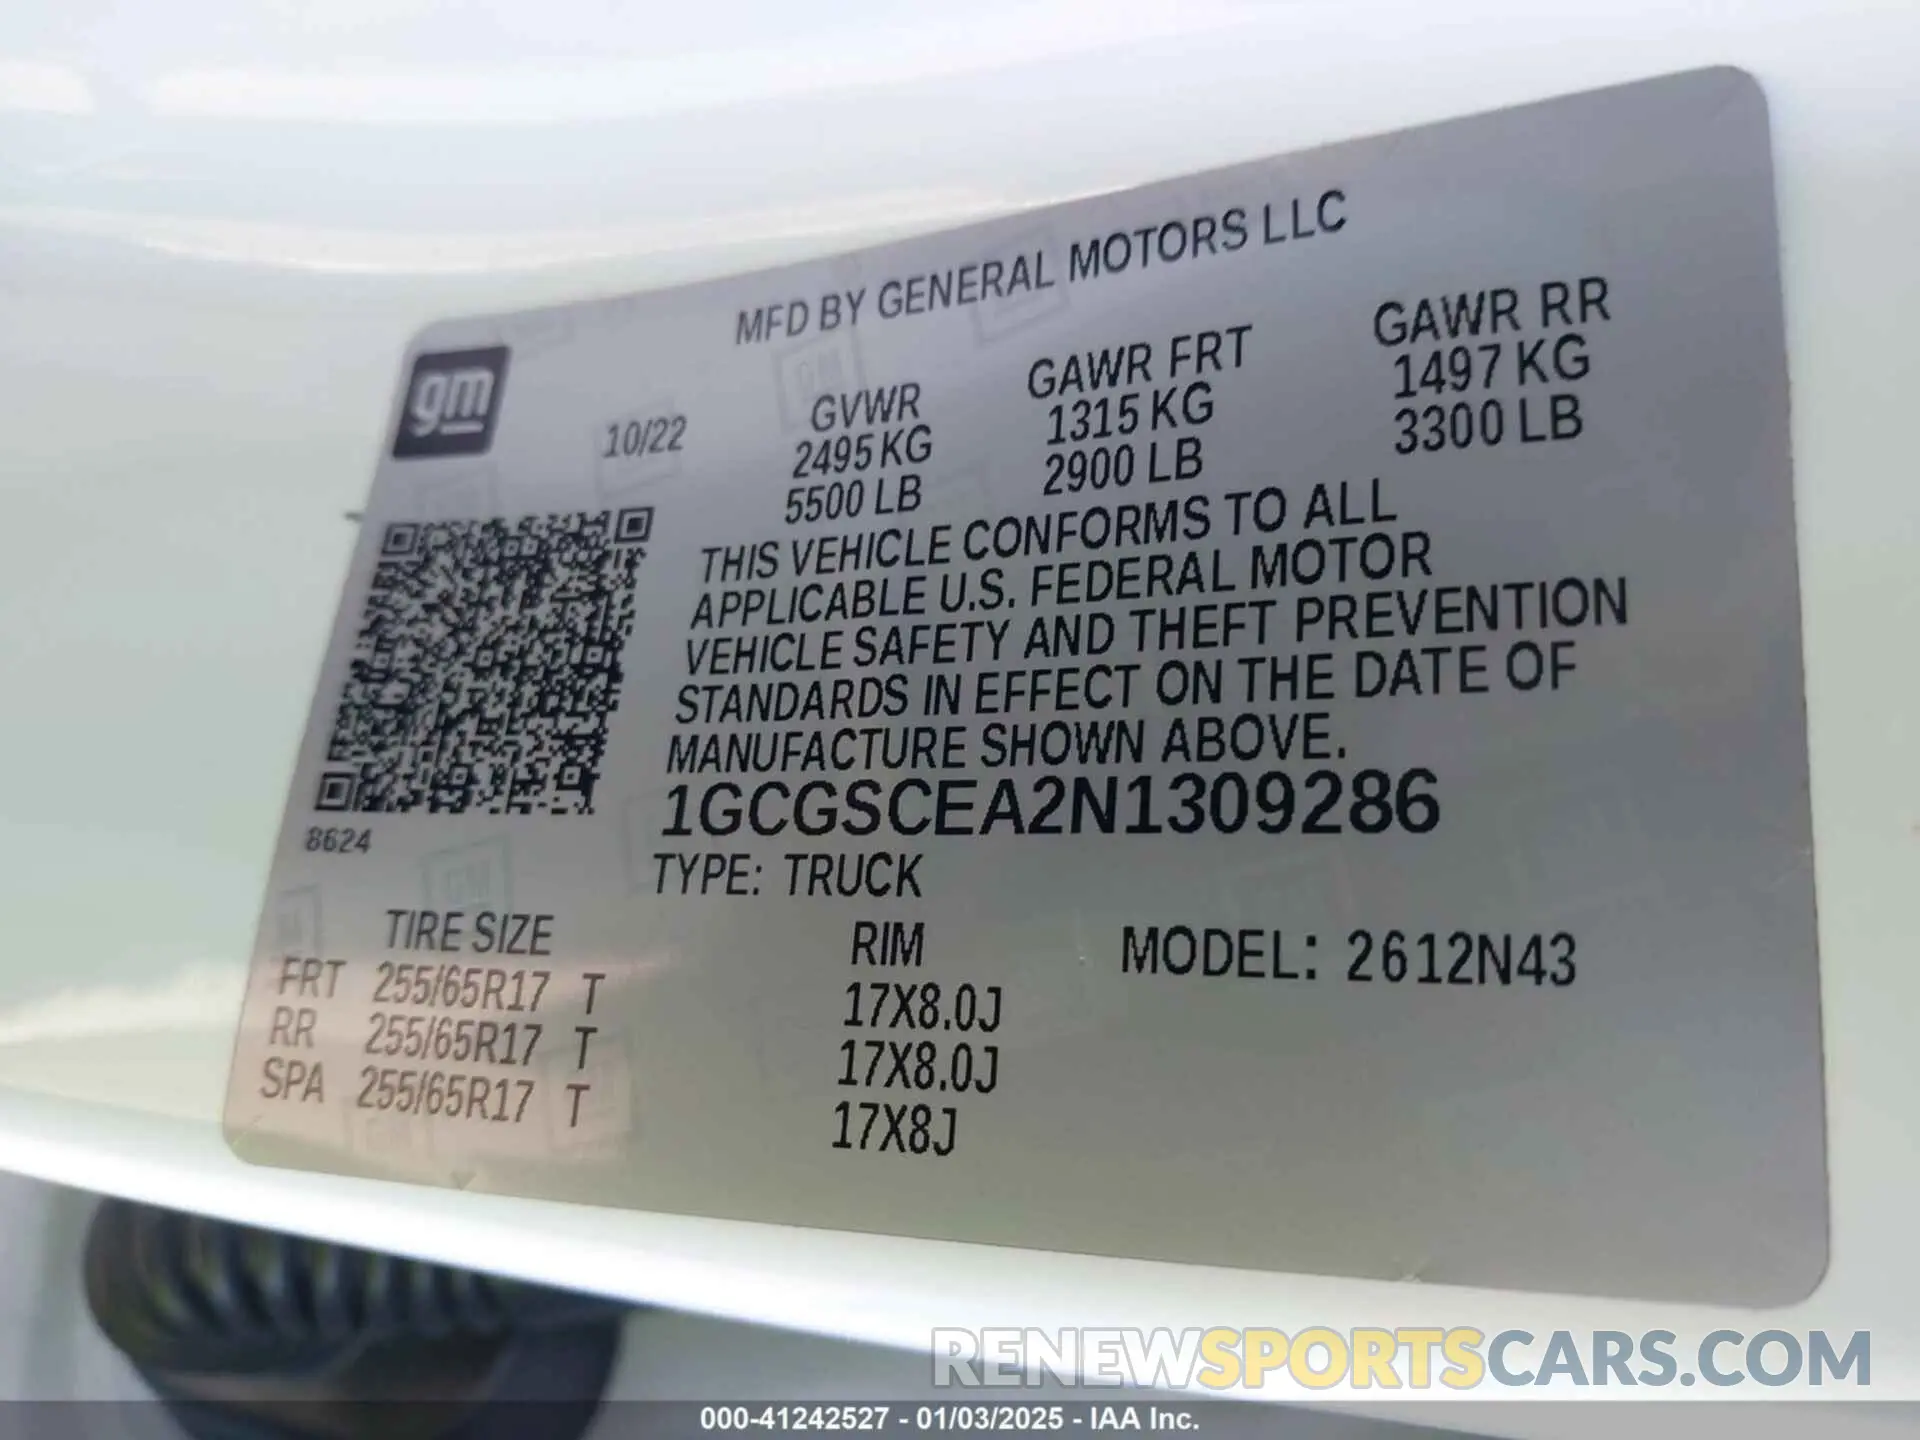 MFD BY GENERAL MOTORS LLC
gm
10/22
GVWR
2495 KG
5500 LB
GAWR FRT
1315 KG
2900 LB
GAWR RR
1497 KG
3300 LB
THIS VEHICLE CONFORMS TO ALL
APPLICABLE U.S. FEDERAL MOTOR
VEHICLE SAFETY AND THEFT PREVENTION
STANDARDS IN EFFECT ON THE DATE OF
MANUFACTURE SHOWN ABOVE.
1GCGSCEA2N1309286
8624
TYPE: TRUCK
TIRE SIZE
RIM
MODEL: 2612N43
FRT 255/65R17 T 17X8.0J
RR 255/65R17 T 17X8.0J
SPA 255/65R17 T 17X8J
RENEWSPORTSCARS.COM
000-41242527 - 01/03/2025 - IAA Inc.